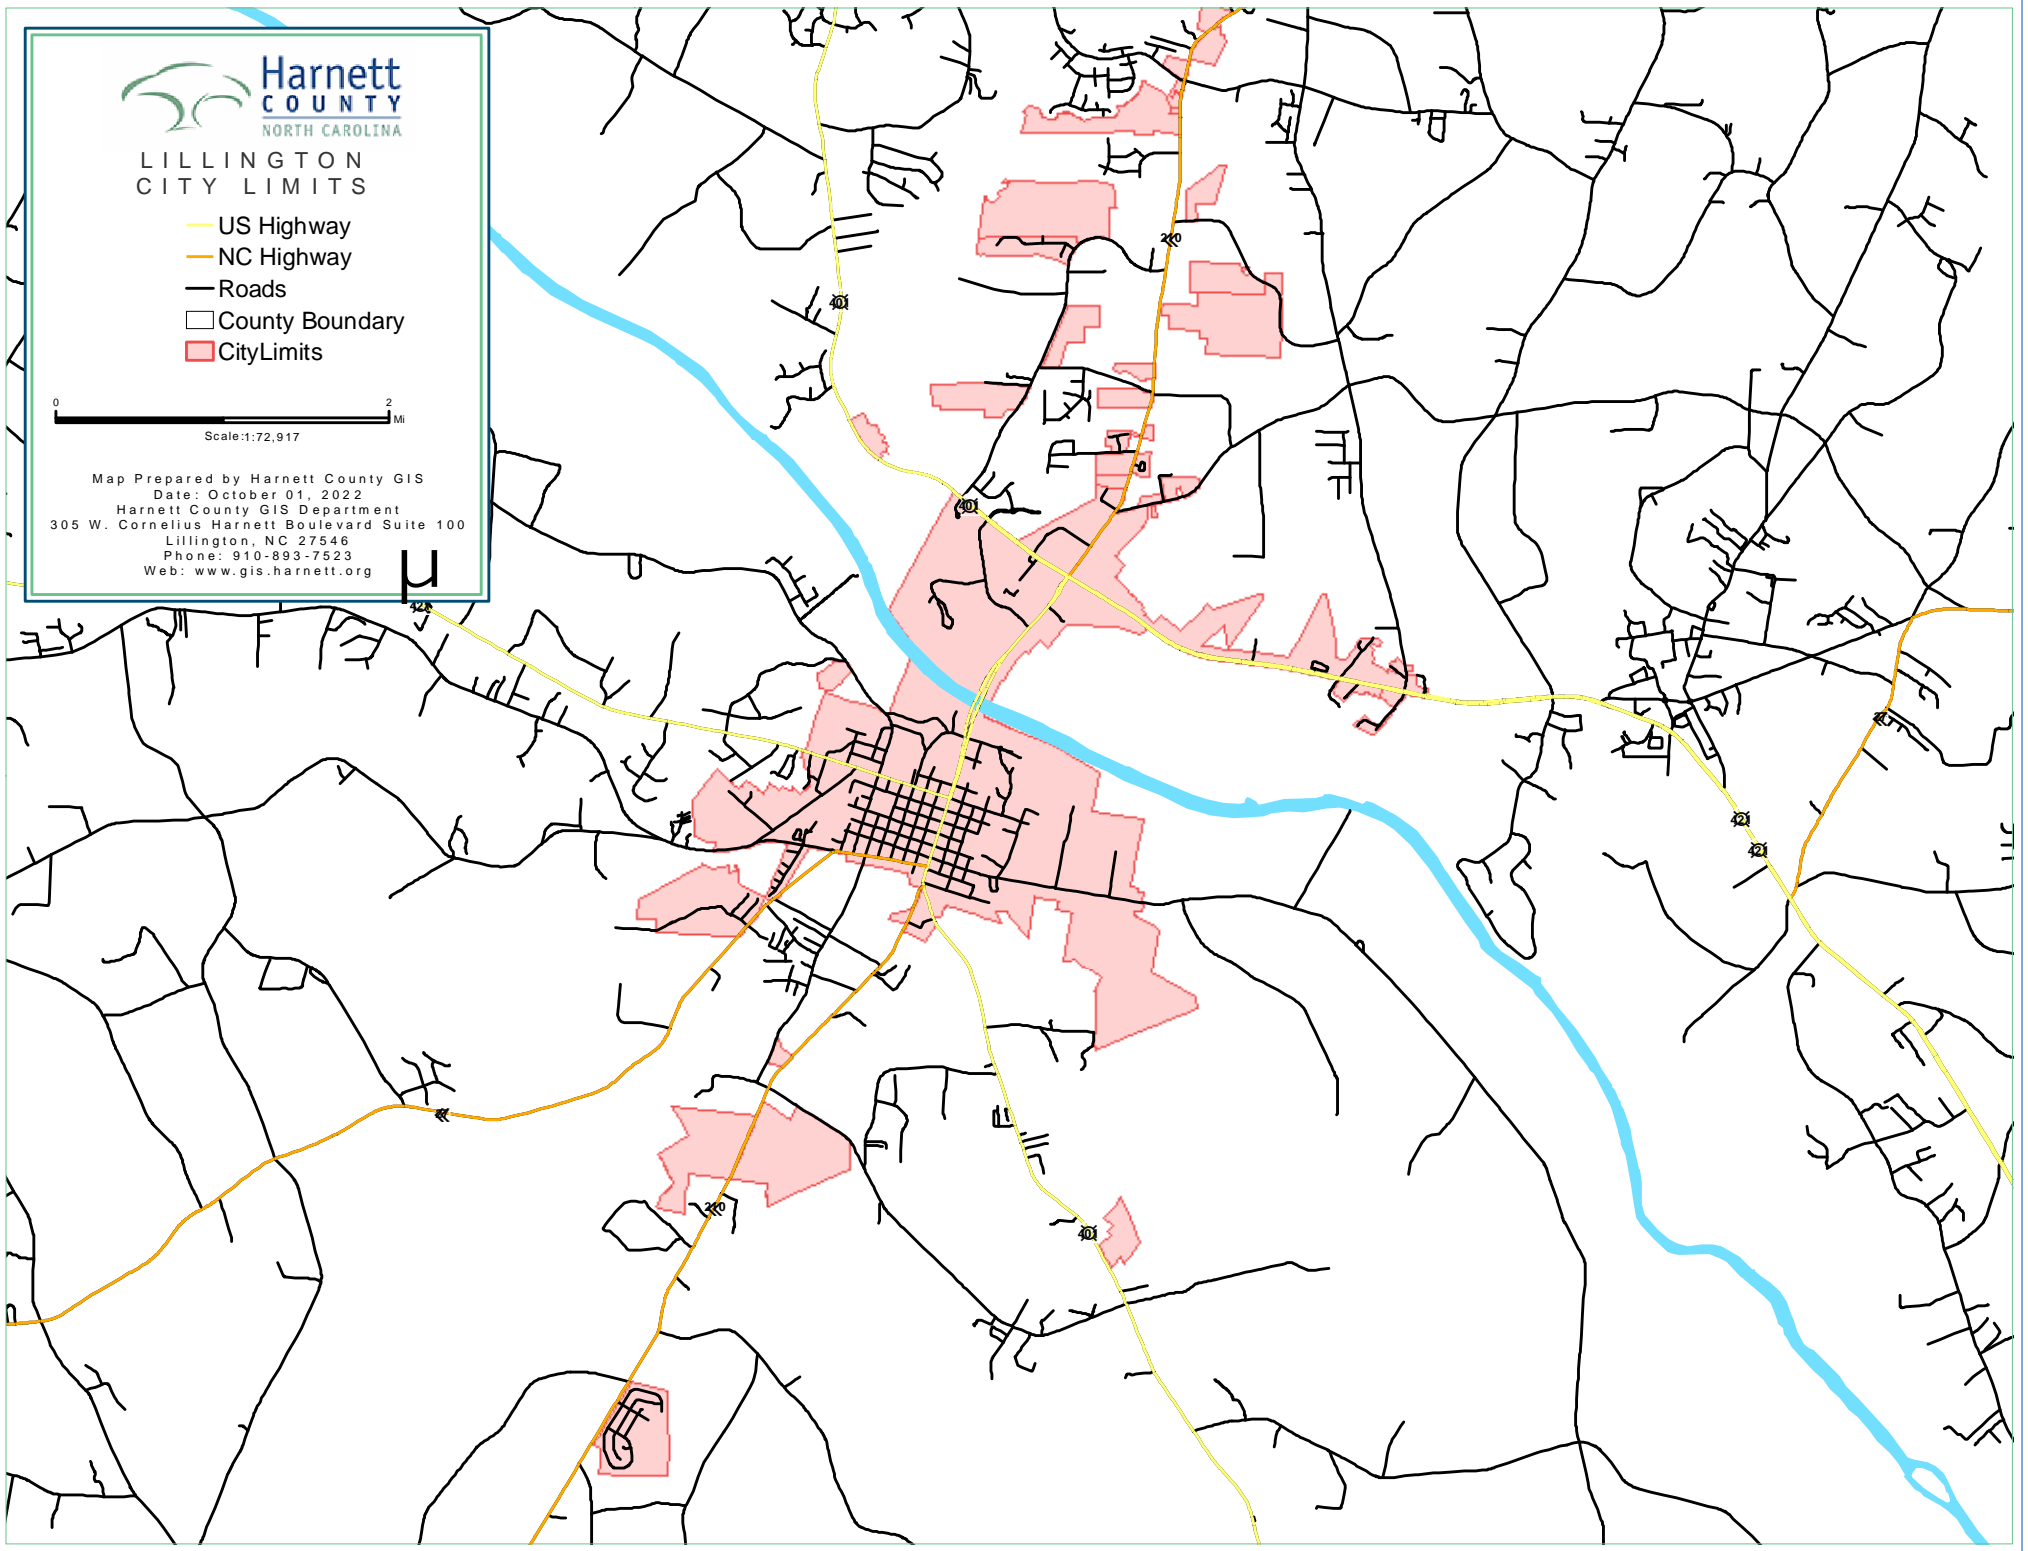 Harnett
COUNTY
NORTH CAROLINA
LILLINGTON
CITY LIMITS
US Highway
NC Highway
Roads
County Boundary
CityLimits
0 2
Mi
Scale:1:72,917
Map Prepared by Harnett County GIS
Date: October 01, 2022
Harnett County GIS Department
305 W. Cornelius Harnett Boulevard Suite 100
Lillington, NC 27546
Phone: 910-893-7523
Web: www.gis.harnett.org
µ
210
401
401
421
27
421
421
210
401